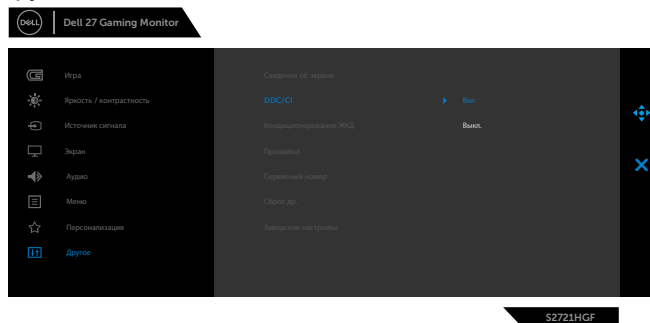 DELL
Dell 27 Gaming Monitor
Игра
Сведения об экране
Яркость / контрастность
DDC/CI
Вкл.
Источник сигнала
Кондиционирование ЖКД
Выкл.
Экран
Прошивка
Аудио
Сервисный номер
Меню
Сброс др.
Персонализация
Заводские настройки
Другое
S2721HGF